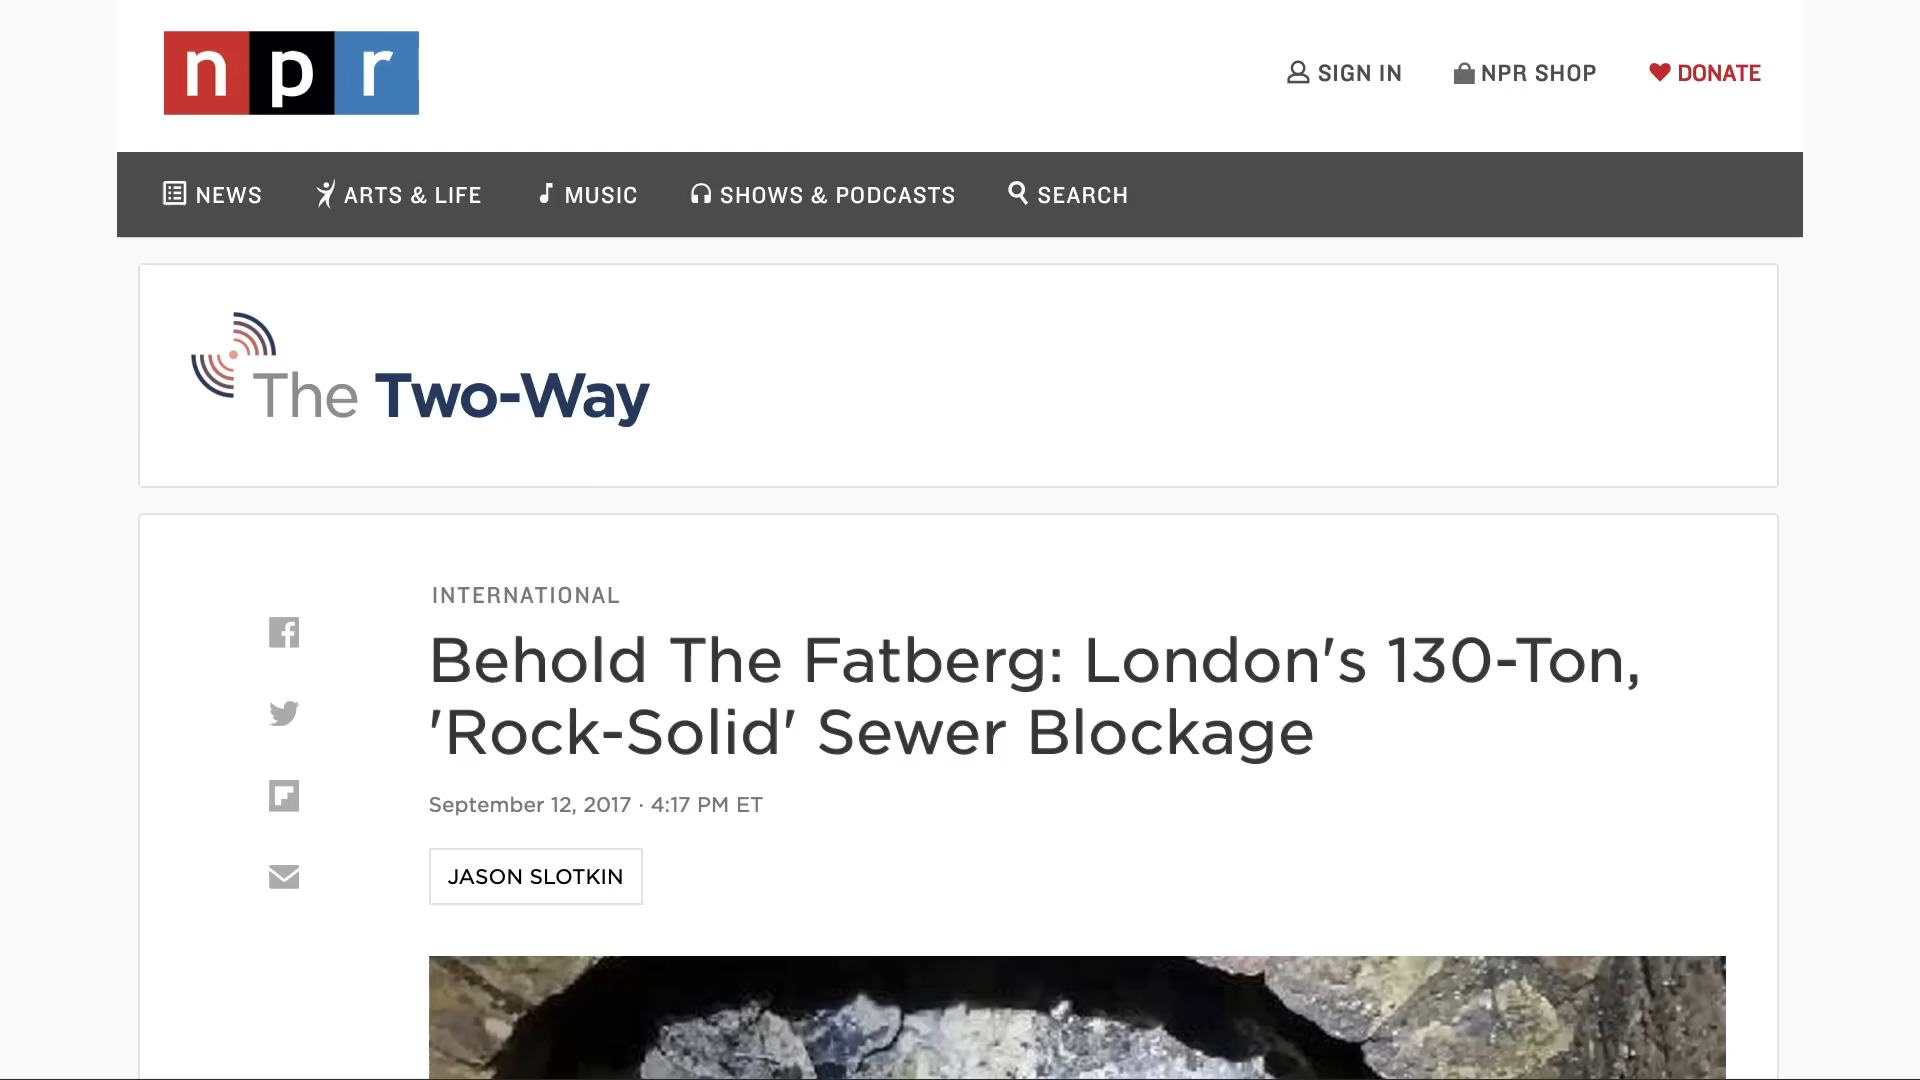 npr
SIGN IN
NPR SHOP
DONATE
NEWS
ARTS & LIFE
MUSIC
SHOWS & PODCASTS
SEARCH
The Two-Way
INTERNATIONAL
Behold The Fatberg: London's 130-Ton,
'Rock-Solid' Sewer Blockage
September 12, 2017 · 4:17 PM ET
JASON SLOTKIN